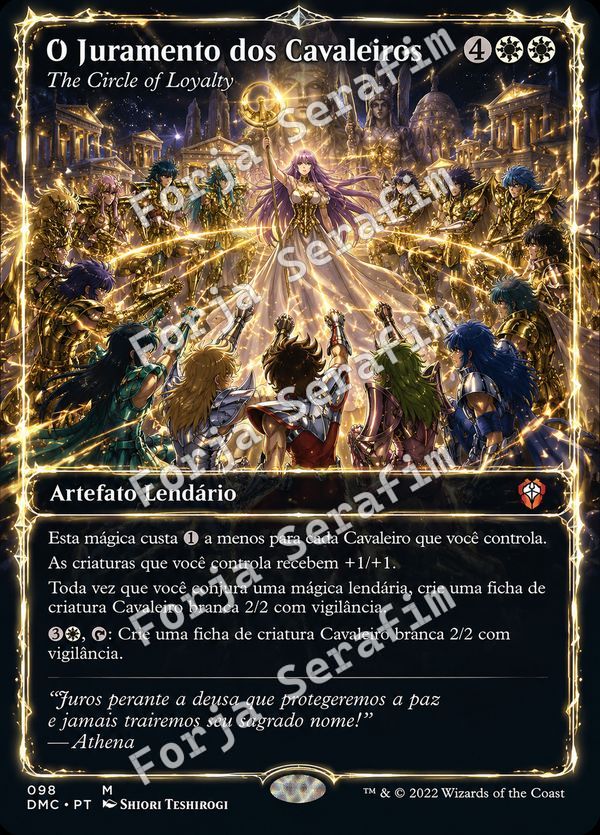 O Juramento dos Cavaleiros 4
The Circle of Loyalty
Forja Serafim
Forja Serafim
Forja Serafim
Forja Serafim
Forja Serafim
Forja Serafim
Artefato Lendário
Esta mágica custa 1 a menos para cada Cavaleiro que você controla.
As criaturas que você controla recebem +1/+1.
Toda vez que você conjura uma mágica lendária, crie uma ficha de
criatura Cavaleiro branca 2/2 com vigilância.
3, : Crie uma ficha de criatura Cavaleiro branca 2/2 com
vigilância.
“Juros perante a deusa que protegeremos a paz
e jamais trairemos seu sagrado nome!”
— Athena
098 M
DMC • PT Shiori Teshirogi
™ & © 2022 Wizards of the Coast